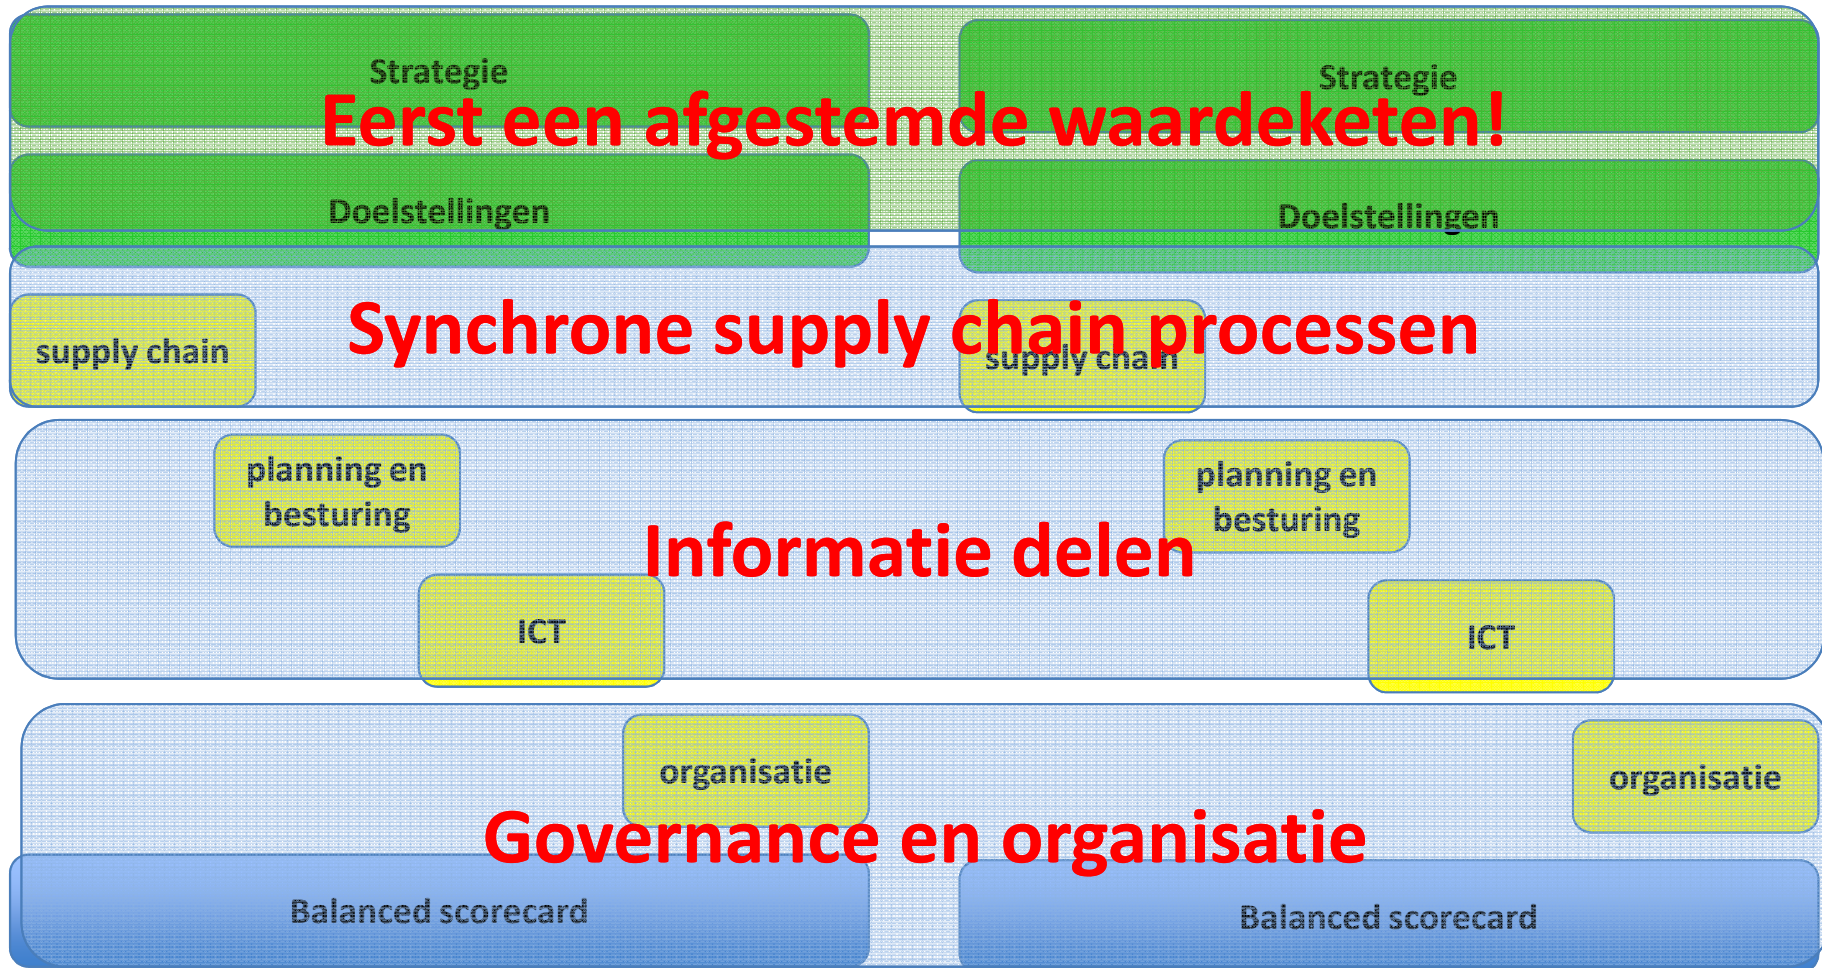 Strategie
Strategie
Eerst een afgestemde waardeketen!
Doelstellingen
Doelstellingen
Synchrone supply chain processen
supply chain
supply chain
planning en
besturing
planning en
besturing
Informatie delen
ICT
ICT
organisatie
organisatie
Governance en organisatie
Balanced scorecard
Balanced scorecard